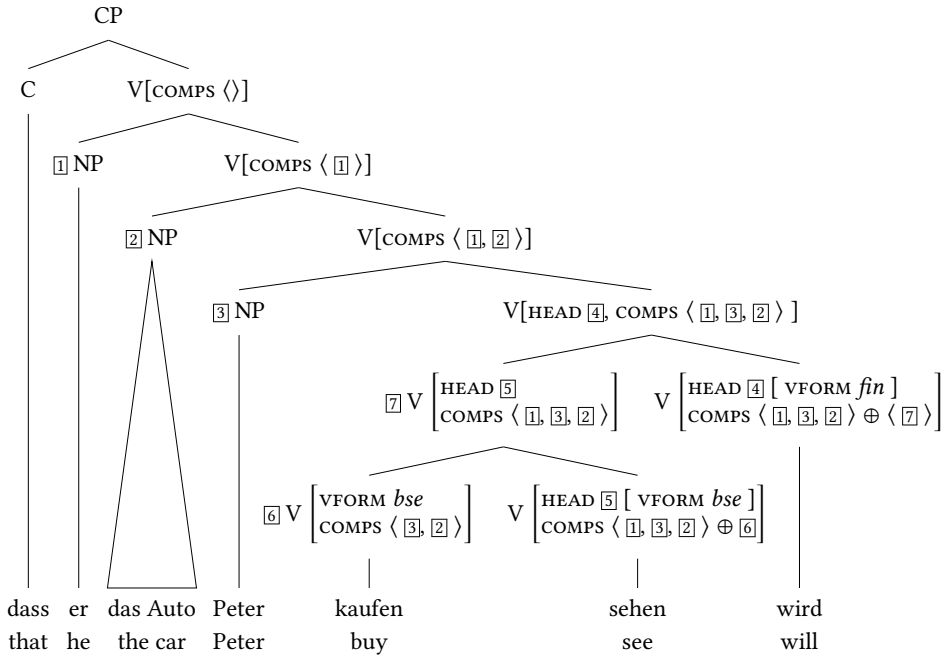 CP
C V[COMPS ⟨⟩]
1 NP V[COMPS ⟨ 1 ⟩]
2 NP V[COMPS ⟨ 1, 2 ⟩]
3 NP V[HEAD 4, COMPS ⟨ 1, 3, 2 ⟩ ]
7 V [HEAD 5 V [HEAD 4 [ VFORM fin ]
COMPS ⟨ 1, 3, 2 ⟩] COMPS ⟨ 1, 3, 2 ⟩ ⊕ ⟨ 7 ⟩]
6 V [VFORM bse V [HEAD 5 [ VFORM bse ]
COMPS ⟨ 3, 2 ⟩] COMPS ⟨ 1, 3, 2 ⟩ ⊕ 6]
dass er das Auto Peter kaufen sehen wird
that he the car Peter buy see will